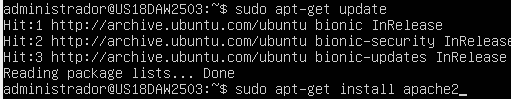 administrador@US18DAW2503:~$ sudo apt-get update
Hit:1 http://archive.ubuntu.com/ubuntu bionic InRelease
Hit:2 http://archive.ubuntu.com/ubuntu bionic-security InRelease
Hit:3 http://archive.ubuntu.com/ubuntu bionic-updates InRelease
Reading package lists... Done
administrador@US18DAW2503:~$ sudo apt-get install apache2_